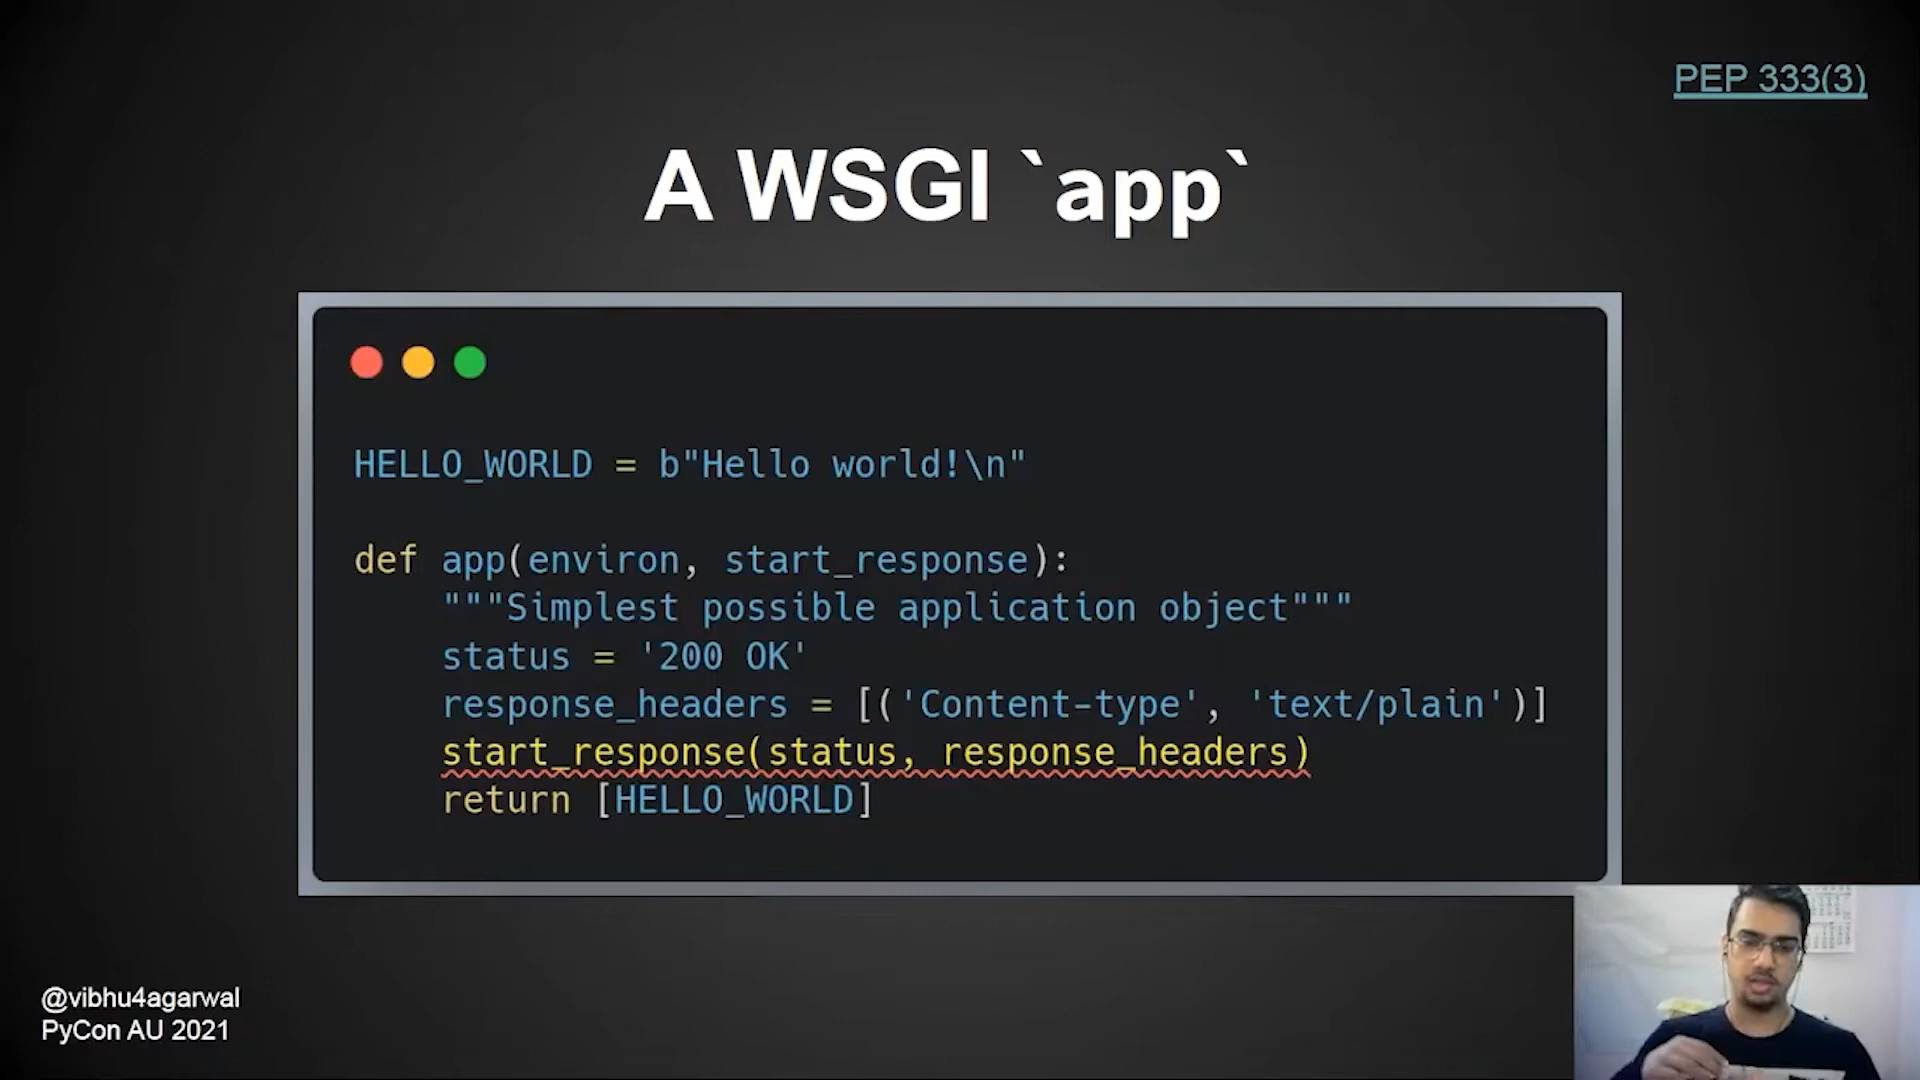 PEP 333(3)
A WSGI `app`
HELLO_WORLD = b"Hello world!\n"
def app(environ, start_response):
    """Simplest possible application object"""
    status = '200 OK'
    response_headers = [('Content-type', 'text/plain')]
    start_response(status, response_headers)
    return [HELLO_WORLD]
@vibhu4agarwal
PyCon AU 2021